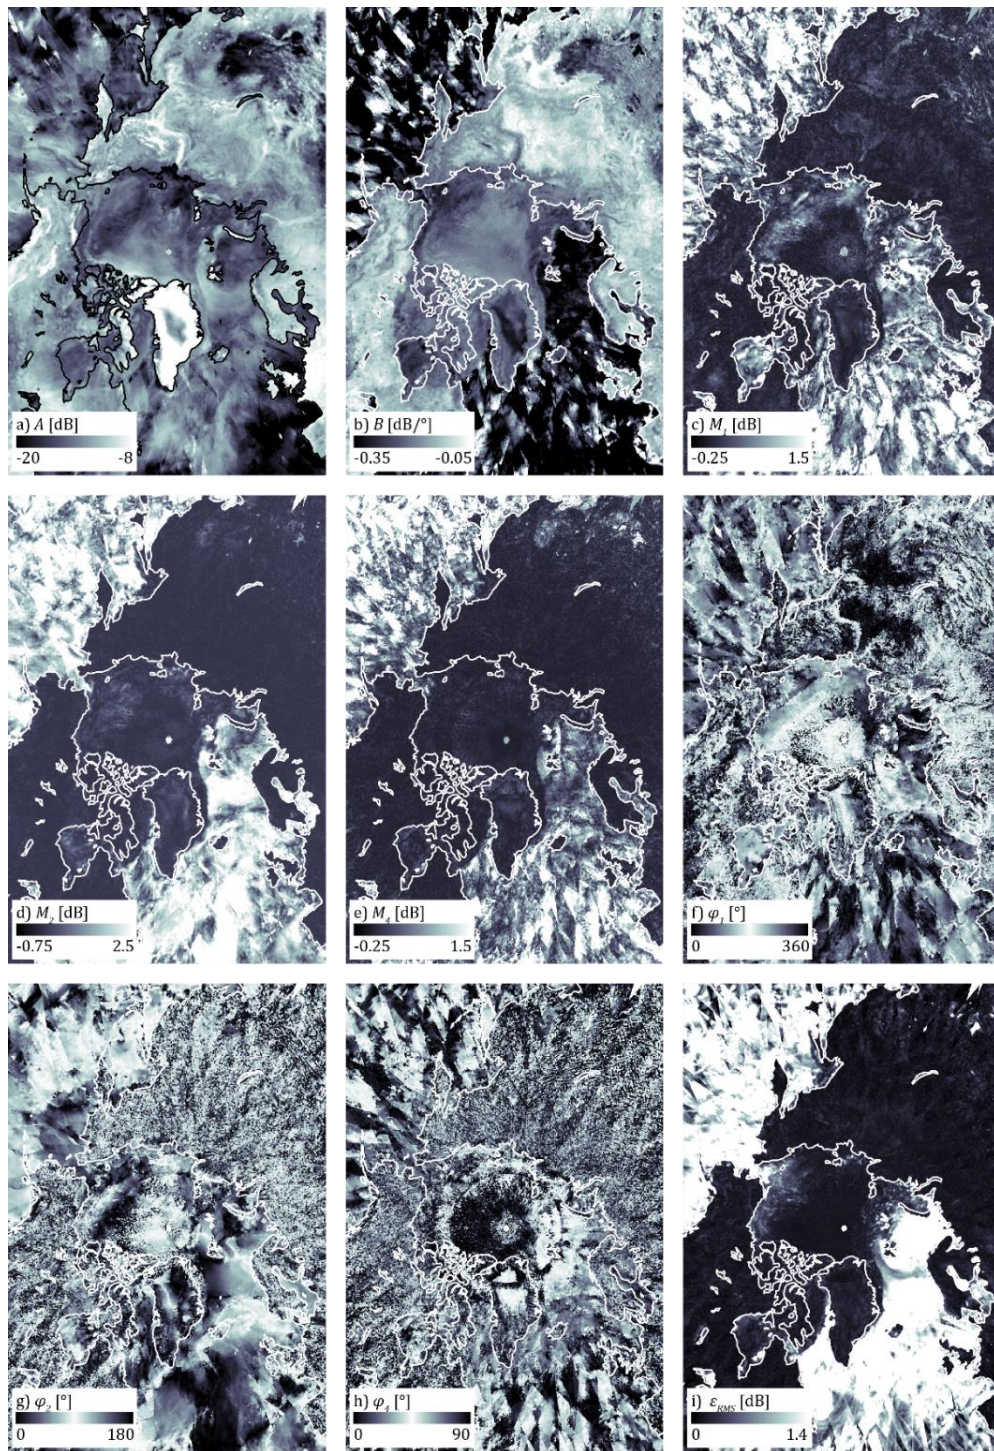 a) A [dB]
-20 -8
b) B [dB/°]
-0.35 -0.05
c) M₁ [dB]
-0.25 1.5
d) M₂ [dB]
-0.75 2.5
e) M₄ [dB]
-0.25 1.5
f) φ₁ [°]
0 360
g) φ₂ [°]
0 180
h) φ₄ [°]
0 90
i) ε_RMS [dB]
0 1.4